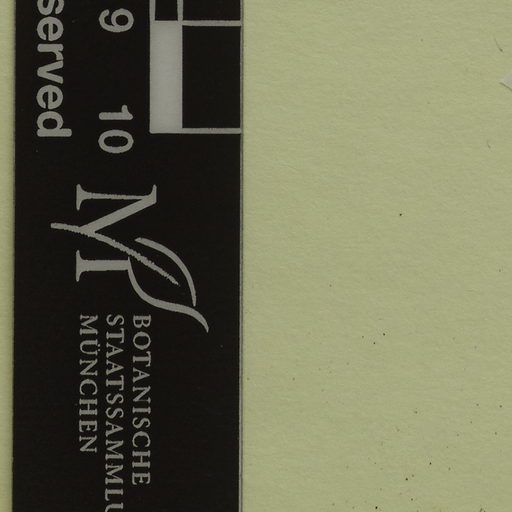 served
9 10
M
BOTANISCHE
STAATSSAMMLU
MÜNCHEN